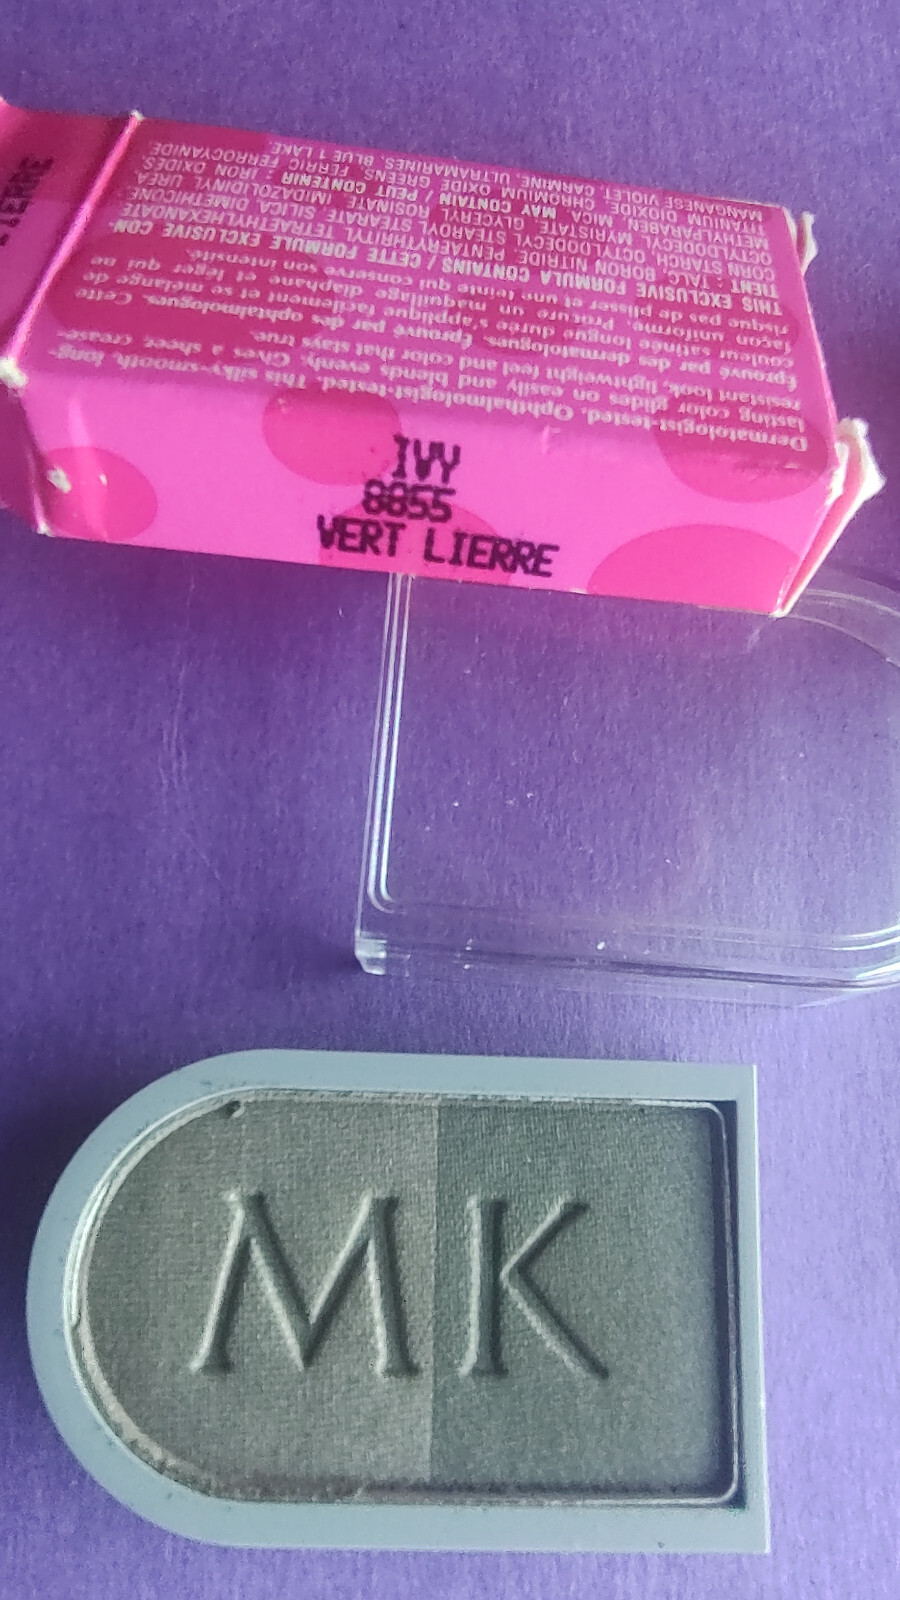 IVY
8855
VERT LIERRE
Dermatologist-tested. Ophthalmologist-tested. This silky-smooth, long-
lasting color glides on easily and blends evenly. Gives a sheer, crease-
resistant look, lightweight feel and color that stays true.
Éprouvé par des dermatologues. Éprouvé par des ophtalmologues. Cette
couleur satinée longue durée s'applique facilement et se mélange de
façon uniforme. Procure un maquillage diaphane et léger qui ne
risque pas de plisser et une teinte qui conserve son intensité.
THIS EXCLUSIVE FORMULA CONTAINS / CETTE FORMULE EXCLUSIVE CON-
TIENT : TALC, BORON NITRIDE, PENTAERYTHRITYL TETRAETHYLHEXANOATE,
CORN STARCH, OCTYLDODECYL STEAROYL STEARATE, SILICA, DIMETHICONE,
OCTYLDODECYL MYRISTATE, GLYCERYL ROSINATE, IMIDAZOLIDINYL UREA,
METHYLPARABEN. MAY CONTAIN / PEUT CONTENIR : MICA, IRON OXIDES,
TITANIUM DIOXIDE, CHROMIUM OXIDE GREENS, FERRIC FERROCYANIDE,
MANGANESE VIOLET, CARMINE, ULTRAMARINES, BLUE 1 LAKE.
MK